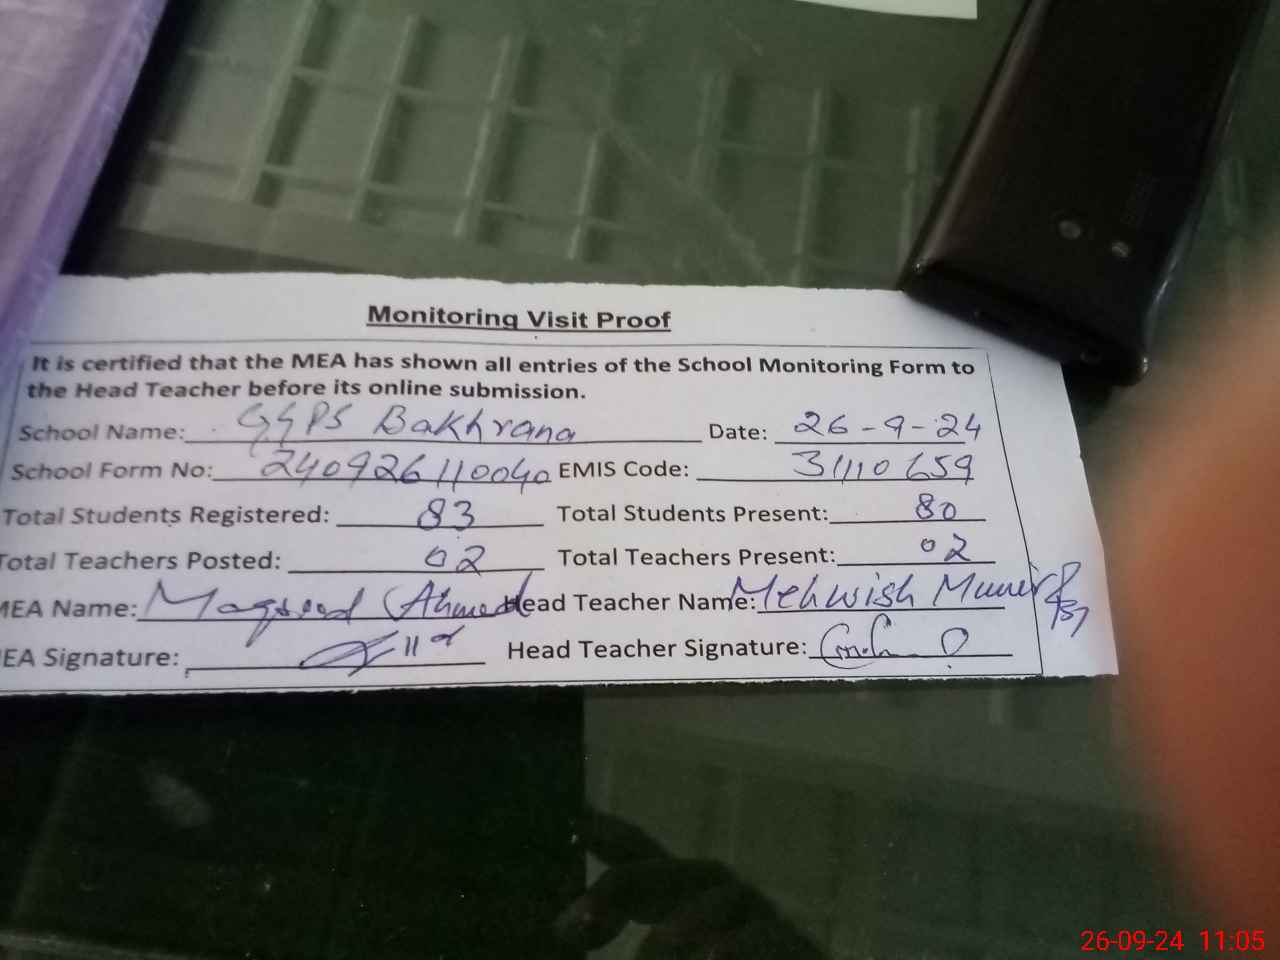 Monitoring Visit Proof
It is certified that the MEA has shown all entries of the School Monitoring Form to
the Head Teacher before its online submission.
School Name: GGPS Bakhrana Date: 26-9-24
School Form No: 240926110040 EMIS Code: 31110659
Total Students Registered: 83 Total Students Present: 80
Total Teachers Posted: 02 Total Teachers Present: 02
MEA Name: Maqsood Ahmed Head Teacher Name: Mehwish Munir
EA Signature: Head Teacher Signature:
26-09-24 11:05